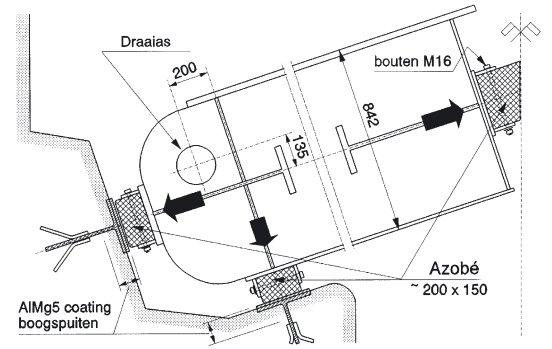 Draaias
200
bouten M16
842
135
Azobé
~ 200 x 150
AlMg5 coating
boogspuiten